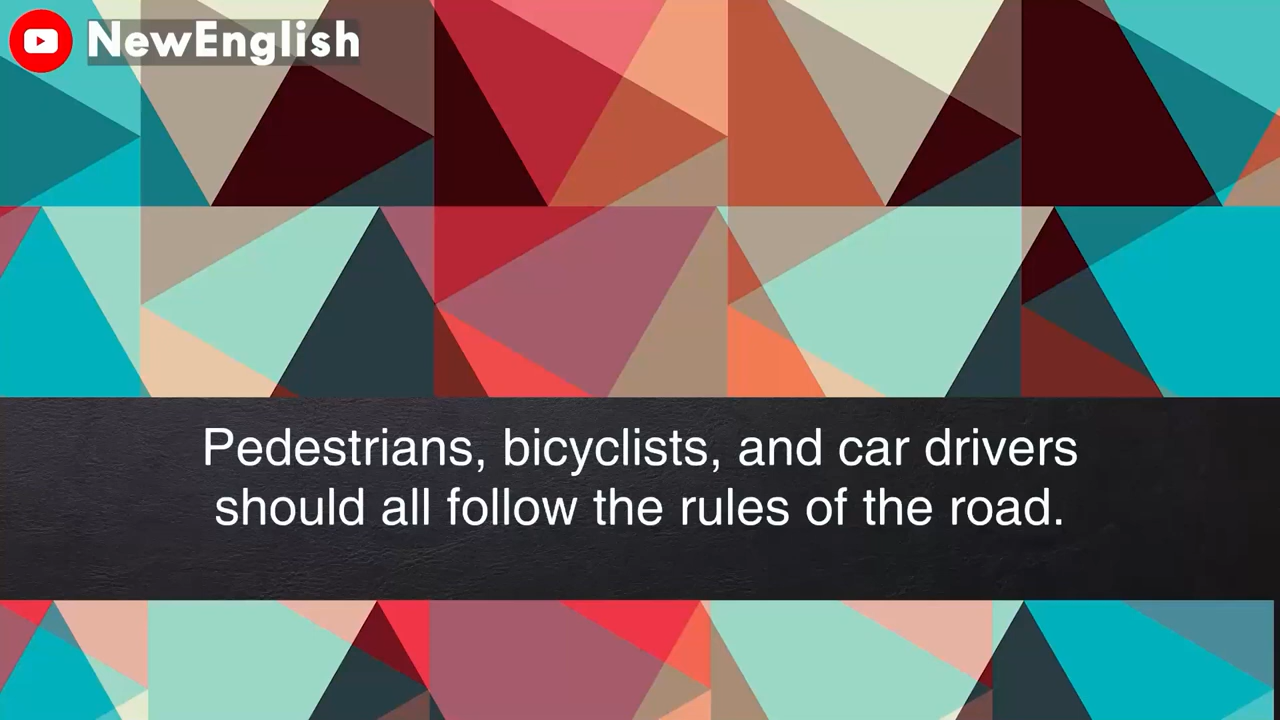 NewEnglish
Pedestrians, bicyclists, and car drivers
should all follow the rules of the road.